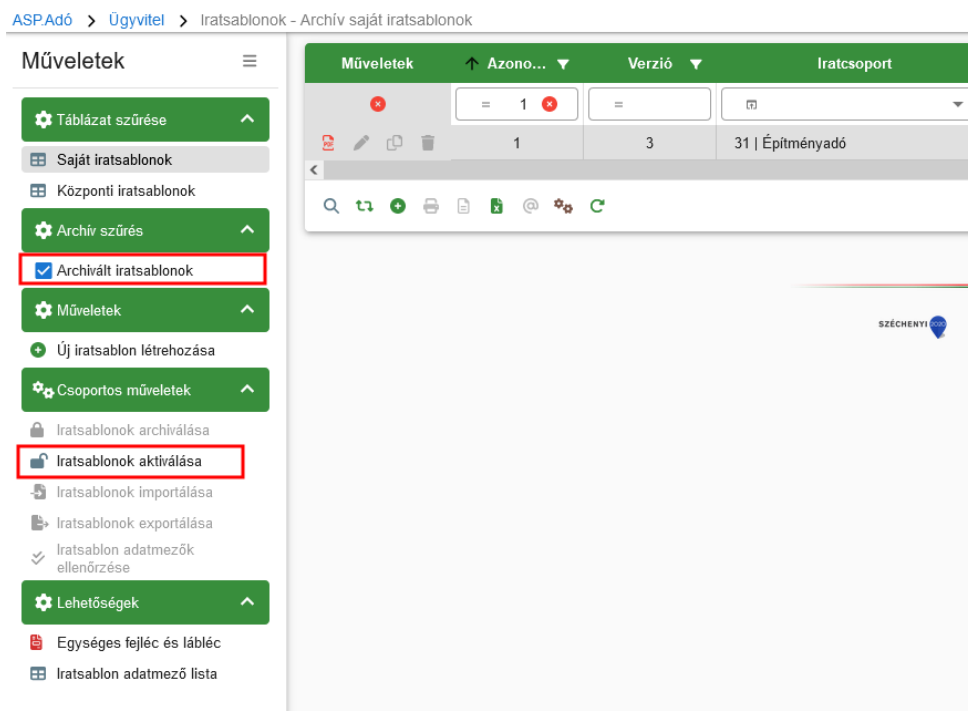 ASP.Adó > Ügyvitel > Iratsablonok - Archív saját iratsablonok
Műveletek
Táblázat szűrése
Saját iratsablonok
Központi iratsablonok
Archív szűrés
Archivált iratsablonok
Műveletek
Új iratsablon létrehozása
Csoportos műveletek
Iratsablonok archiválása
Iratsablonok aktiválása
Iratsablonok importálása
Iratsablonok exportálása
Iratsablon adatmezők
ellenőrzése
Lehetőségek
Egységes fejléc és lábléc
Iratsablon adatmező lista
Műveletek Azono... Verzió Iratcsoport
= 1 =
1 3 31 | Építményadó
SZÉCHENYI 2020